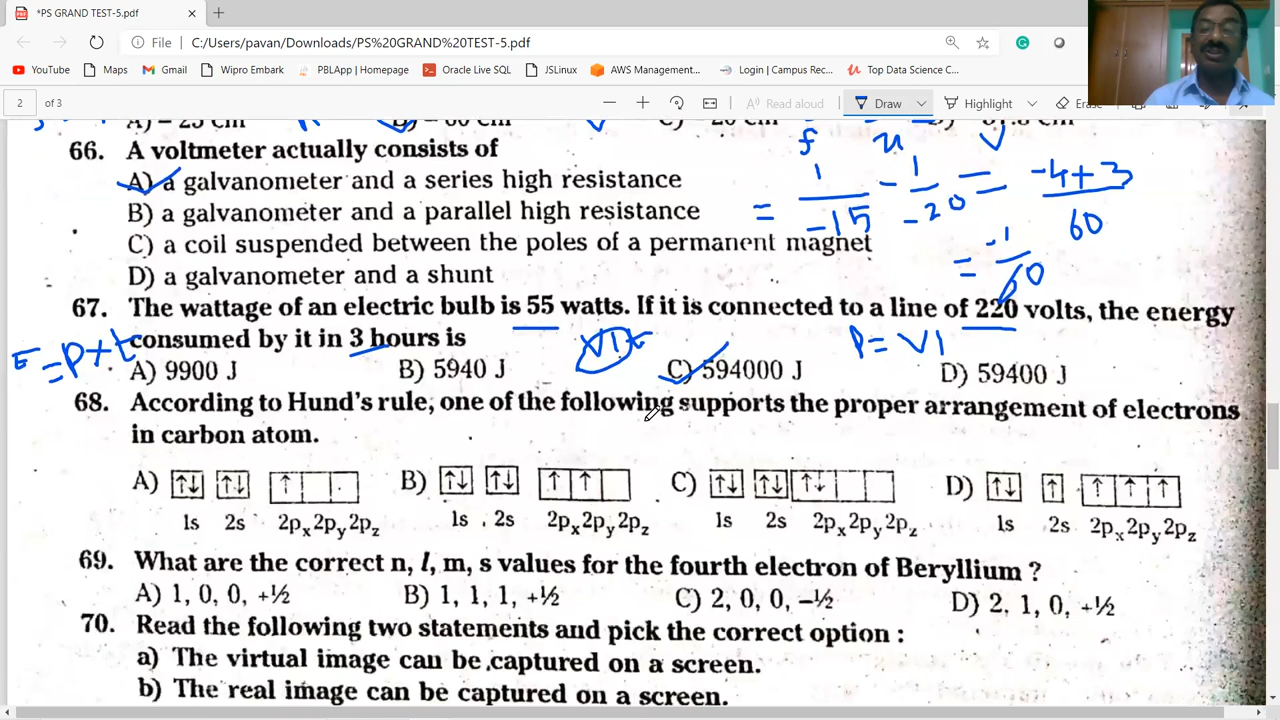 *PS GRAND TEST-5.pdf
File C:/Users/pavan/Downloads/PS%20GRAND%20TEST-5.pdf
YouTube Maps Gmail Wipro Embark PBLApp | Homepage Oracle Live SQL JSLinux AWS Management... Login | Campus Rec... Top Data Science C...
2 of 3 Read aloud Draw Highlight Erase
66. A voltmeter actually consists of
A) a galvanometer and a series high resistance
B) a galvanometer and a parallel high resistance
C) a coil suspended between the poles of a permanent magnet
D) a galvanometer and a shunt
f u v
= 1/-15 - 1/-20 = -4+3/60
= -1/60
67. The wattage of an electric bulb is 55 watts. If it is connected to a line of 220 volts, the energy
consumed by it in 3 hours is
E = P x t
VIt
P = VI
A) 9900 J B) 5940 J C) 594000 J D) 59400 J
68. According to Hund's rule, one of the following supports the proper arrangement of electrons
in carbon atom.
A) ↑↓ ↑↓ ↑ B) ↑↓ ↑↓ ↑ ↑ C) ↑↓ ↑↓ ↑↓ D) ↑↓ ↑ ↑ ↑ ↑
1s 2s 2px2py2pz 1s 2s 2px2py2pz 1s 2s 2px2py2pz 1s 2s 2px2py2pz
69. What are the correct n, l, m, s values for the fourth electron of Beryllium ?
A) 1, 0, 0, +½ B) 1, 1, 1, +½ C) 2, 0, 0, –½ D) 2, 1, 0, +½
70. Read the following two statements and pick the correct option :
a) The virtual image can be captured on a screen.
b) The real image can be captured on a screen.